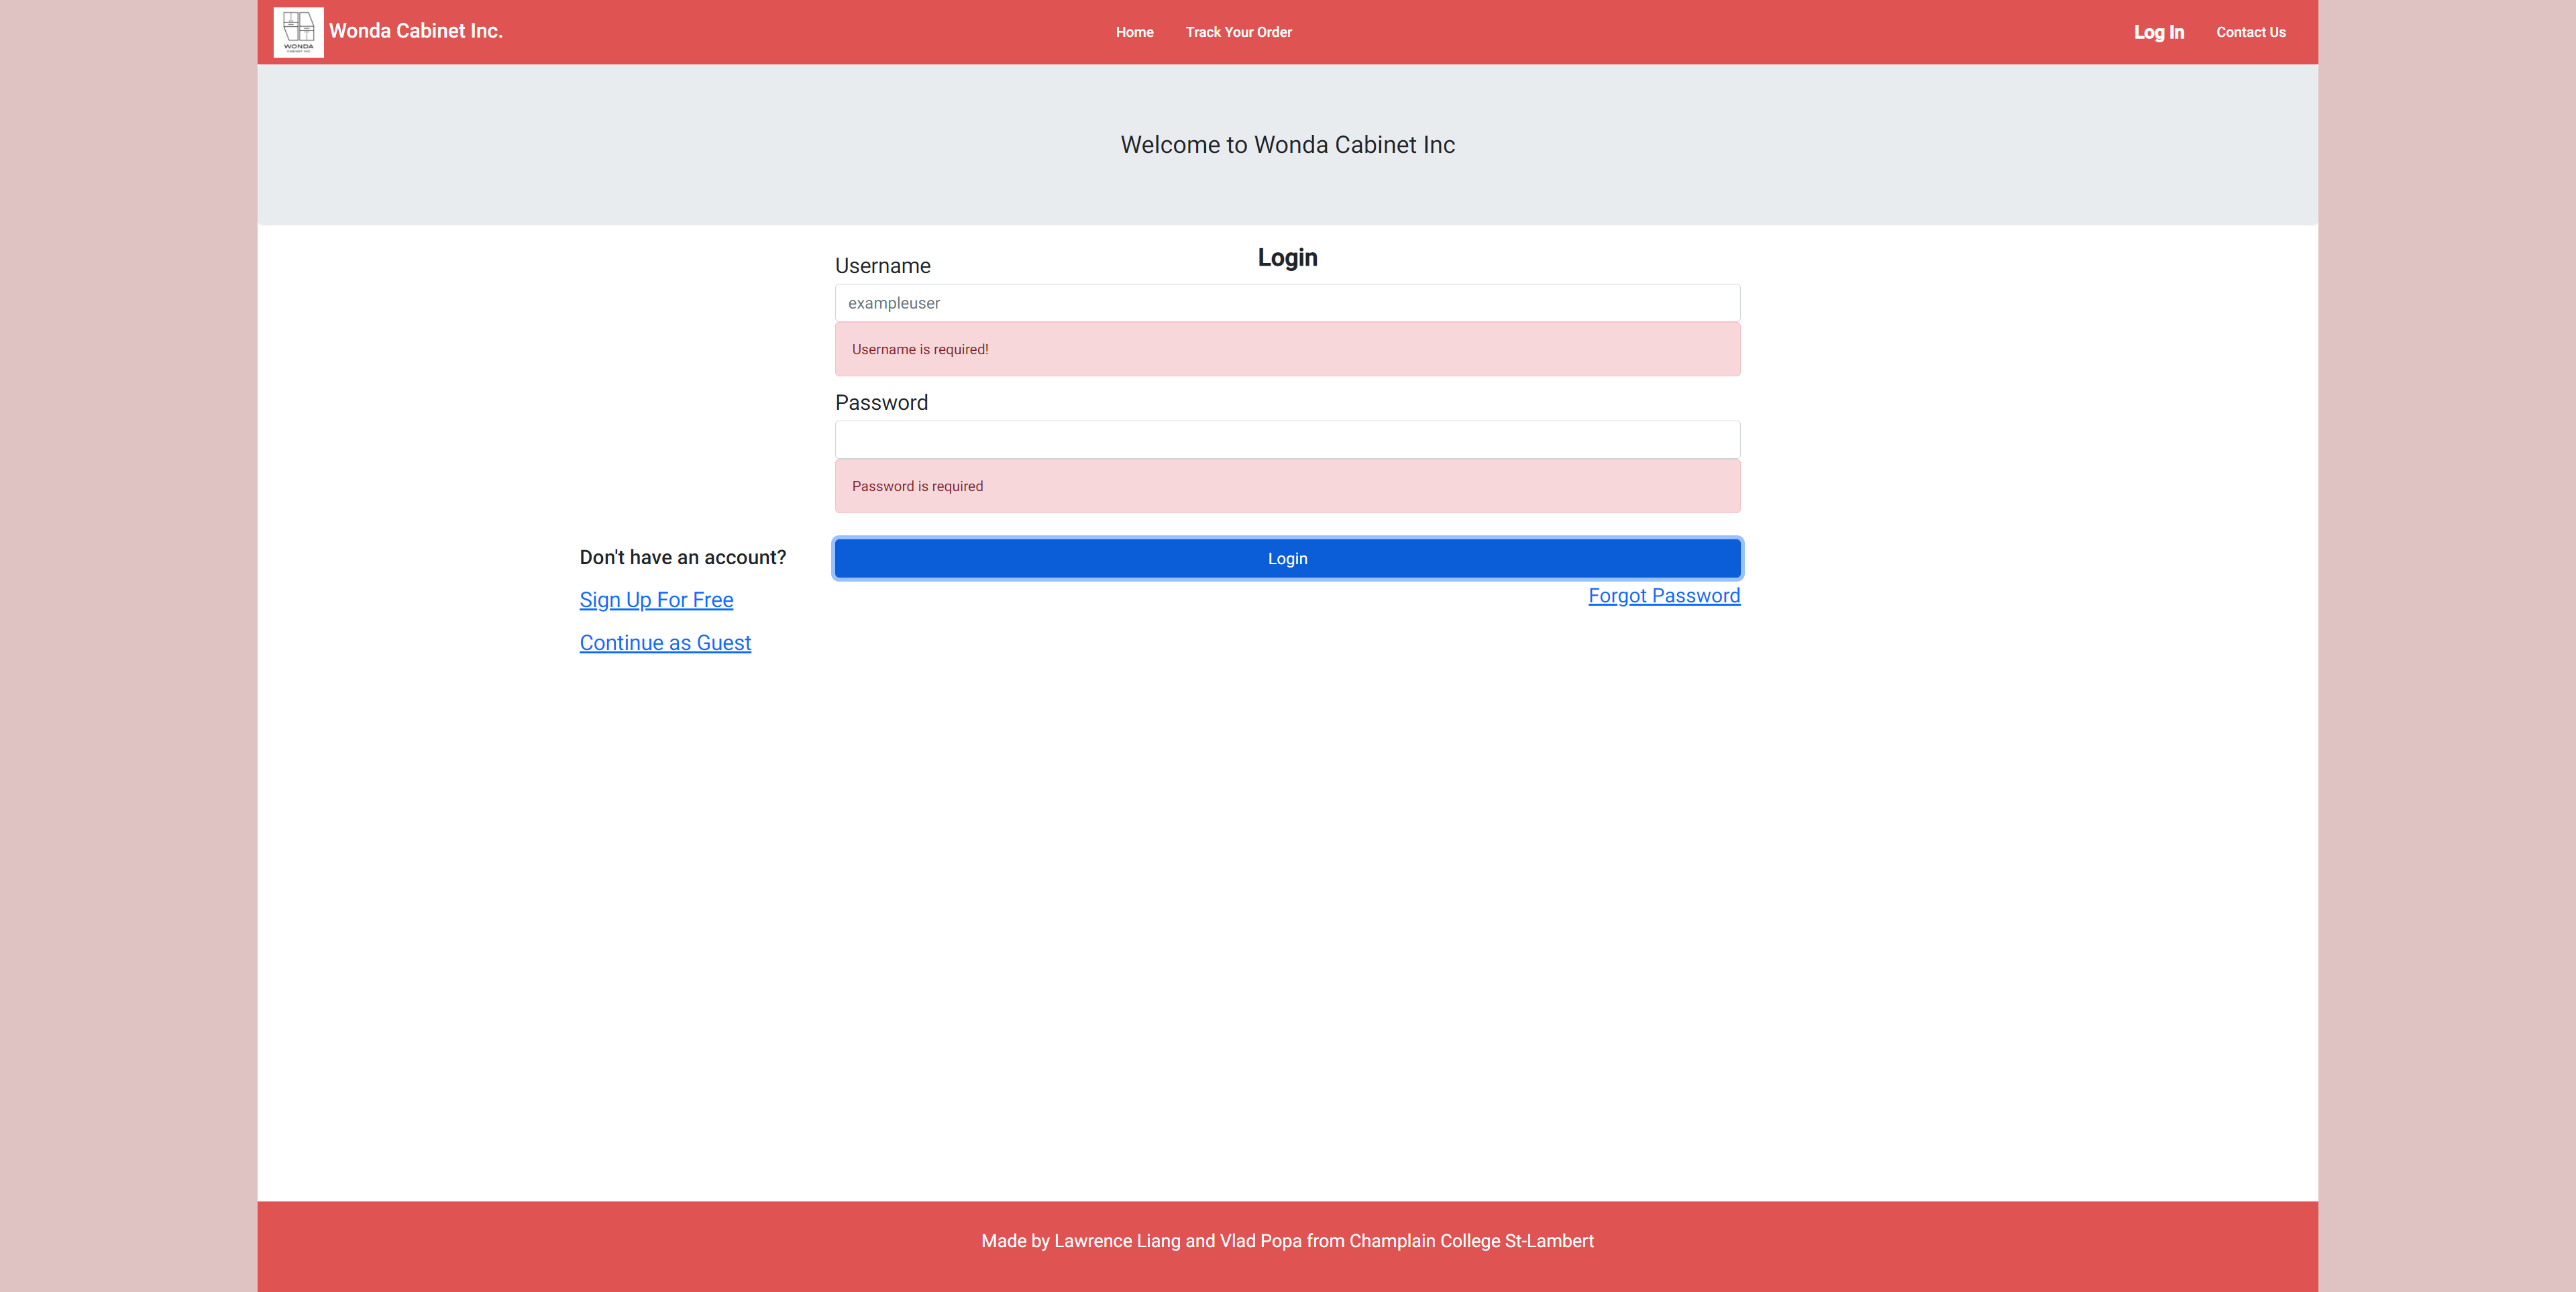 WONDA
CABINET INC.
Wonda Cabinet Inc.
Home
Track Your Order
Log In
Contact Us
Welcome to Wonda Cabinet Inc
Login
Username
exampleuser
Username is required!
Password
Password is required
Don't have an account?
Login
Sign Up For Free
Forgot Password
Continue as Guest
Made by Lawrence Liang and Vlad Popa from Champlain College St-Lambert